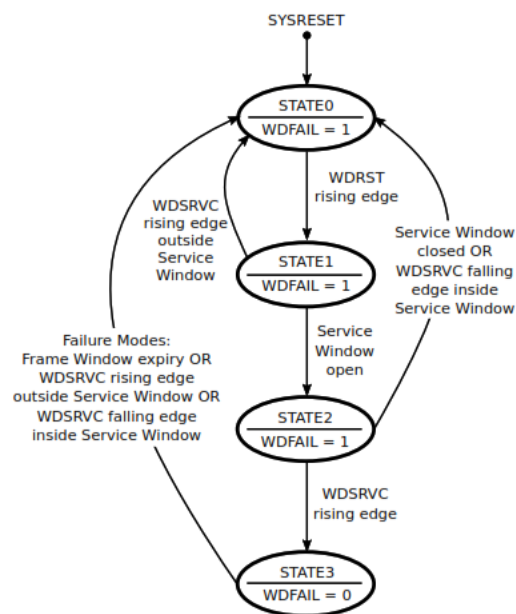 SYSRESET
STATE0
WDFAIL = 1
WDRST
rising edge
WDSRVC
rising edge
outside
Service
Window
Service Window
closed OR
WDSRVC falling
edge inside
Service Window
STATE1
WDFAIL = 1
Service
Window
open
Failure Modes:
Frame Window expiry OR
WDSRVC rising edge
outside Service Window OR
WDSRVC falling edge
inside Service Window
STATE2
WDFAIL = 1
WDSRVC
rising edge
STATE3
WDFAIL = 0